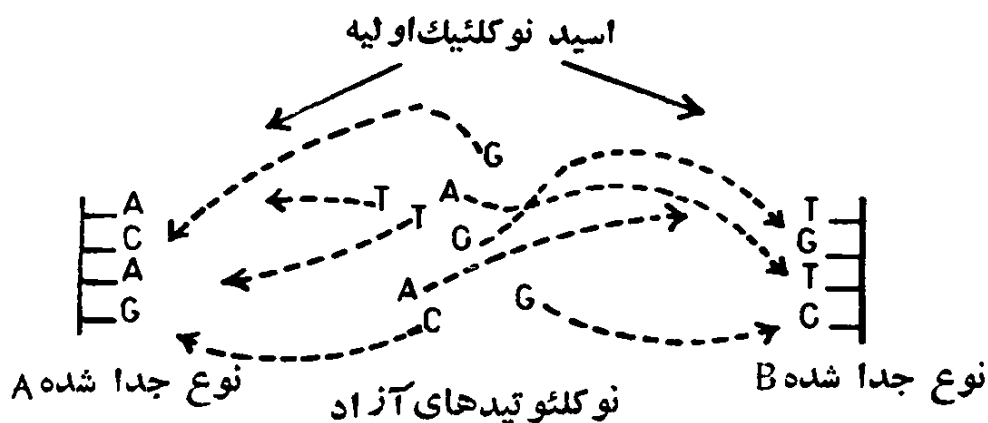 اسید نوکلئیک اولیه
G
A T T A T
C C G
A A T
G C G C
نوع جدا شده A نوع جدا شده B
نوکلئوتیدهای آزاد